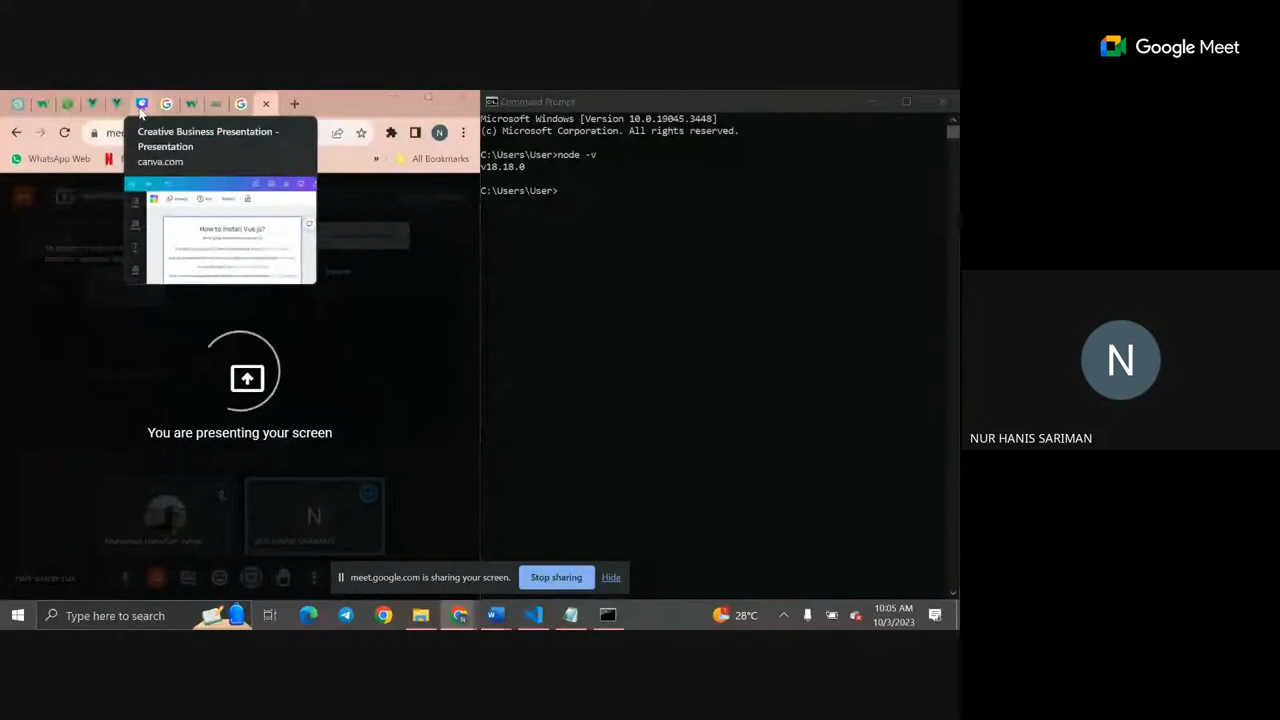 Google Meet
Creative Business Presentation -
Presentation
canva.com
mee
WhatsApp Web
»
All Bookmarks
N
How to Install Vue.js?
Command Prompt
Microsoft Windows [Version 10.0.19045.3448]
(c) Microsoft Corporation. All rights reserved.
C:\Users\User>node -v
v18.18.0
C:\Users\User>
You are presenting your screen
N
meet.google.com is sharing your screen.
Stop sharing
Hide
N
NUR HANIS SARIMAN
Type here to search
28°C
10:05 AM
10/3/2023